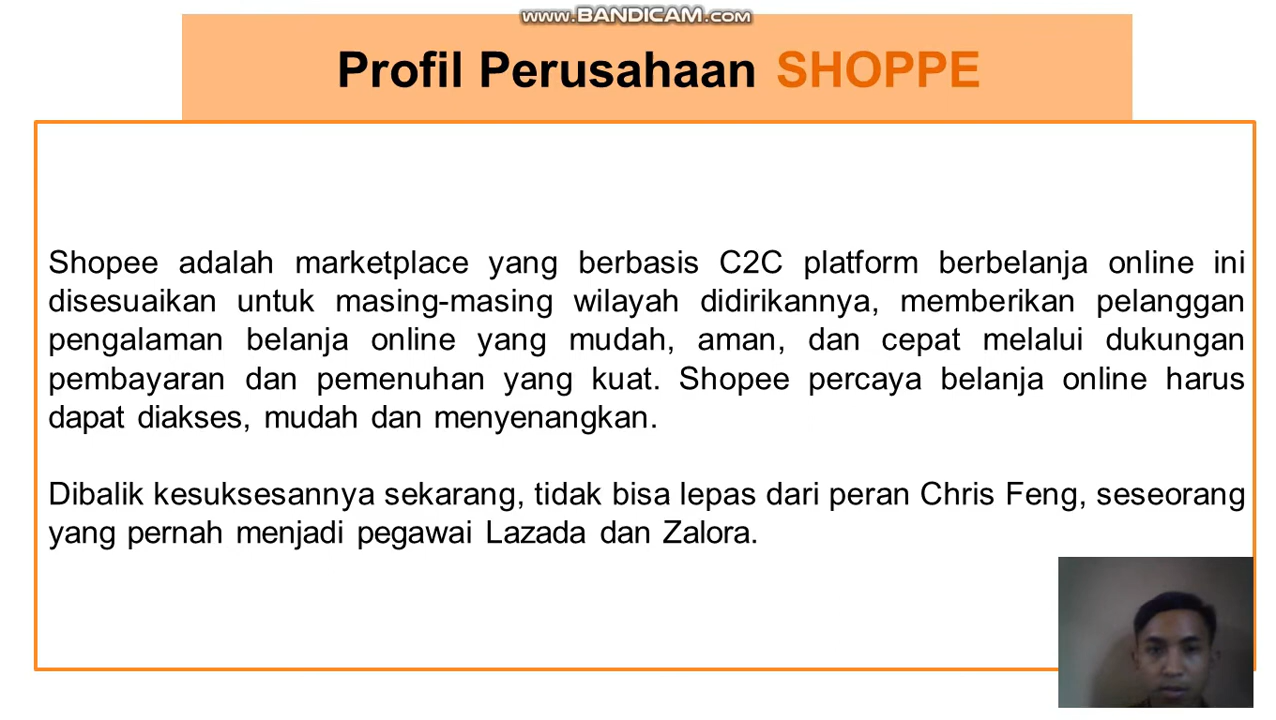 www.BANDICAM.com
Profil Perusahaan SHOPPE
Shopee adalah marketplace yang berbasis C2C platform berbelanja online ini
disesuaikan untuk masing-masing wilayah didirikannya, memberikan pelanggan
pengalaman belanja online yang mudah, aman, dan cepat melalui dukungan
pembayaran dan pemenuhan yang kuat. Shopee percaya belanja online harus
dapat diakses, mudah dan menyenangkan.
Dibalik kesuksesannya sekarang, tidak bisa lepas dari peran Chris Feng, seseorang
yang pernah menjadi pegawai Lazada dan Zalora.